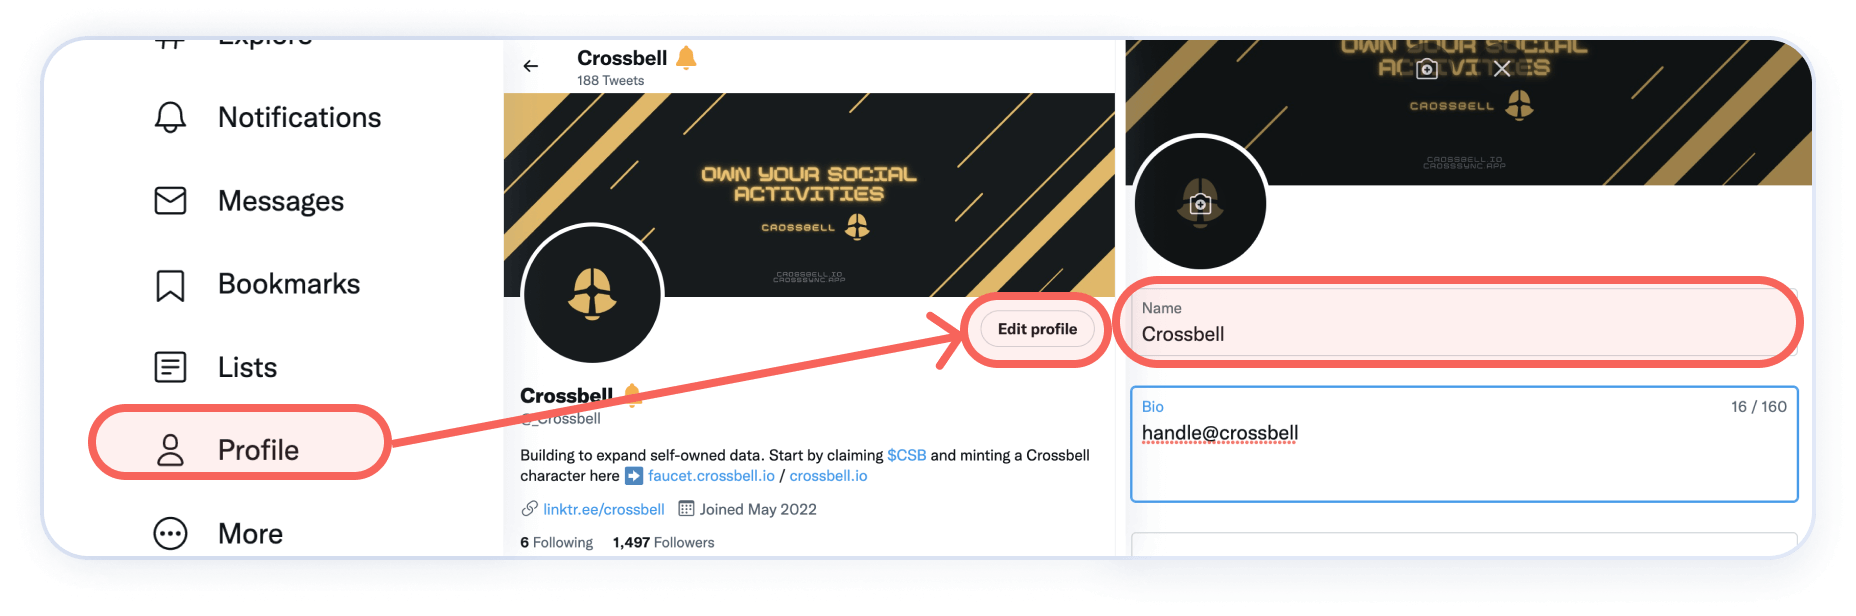 Explore
Notifications
Messages
Bookmarks
Lists
Profile
More
Crossbell
188 Tweets
OWN YOUR SOCIAL
ACTIVITIES
CROSSBELL
CROSSBELL.IO
CROSSSYNC.APP
Edit profile
Crossbell
@_Crossbell
Building to expand self-owned data. Start by claiming $CSB and minting a Crossbell
character here ➡️ faucet.crossbell.io / crossbell.io
linktr.ee/crossbell Joined May 2022
6 Following 1,497 Followers
OWN YOUR SOCIAL
ACTIVITIES
CROSSBELL
CROSSBELL.IO
CROSSSYNC.APP
Name
Crossbell
Bio 16 / 160
handle@crossbell